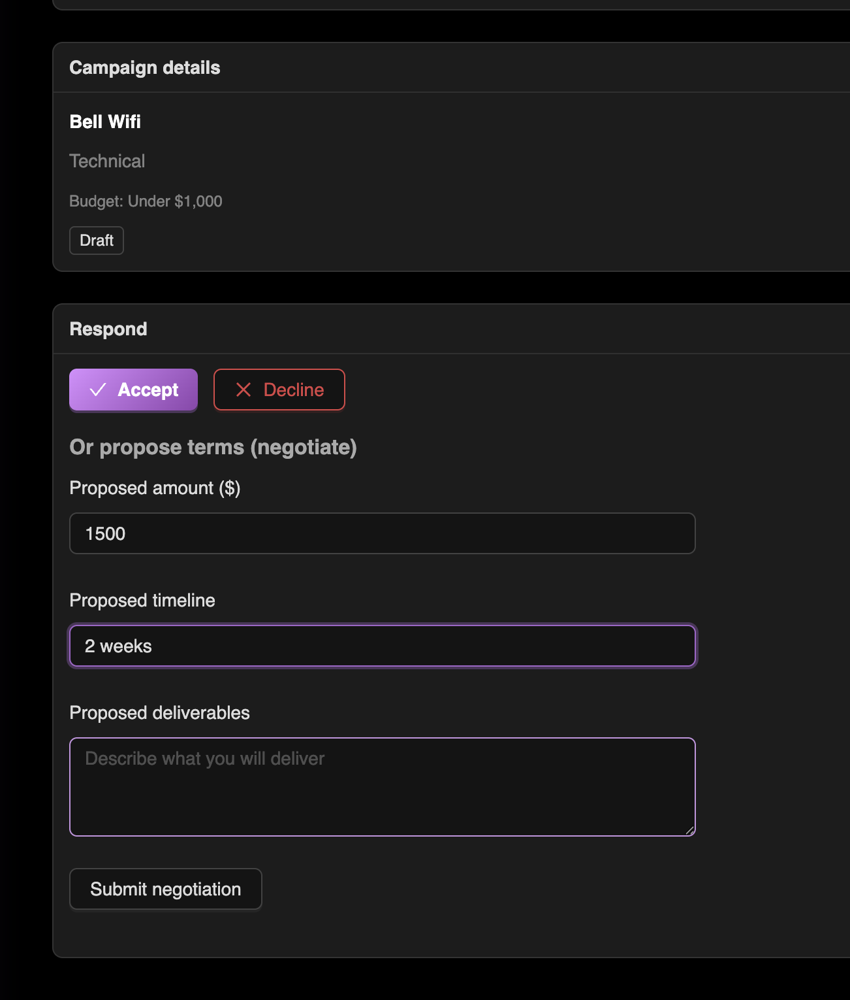 Campaign details
Bell Wifi
Technical
Budget: Under $1,000
Draft
Respond
Accept
Decline
Or propose terms (negotiate)
Proposed amount ($)
1500
Proposed timeline
2 weeks
Proposed deliverables
Describe what you will deliver
Submit negotiation